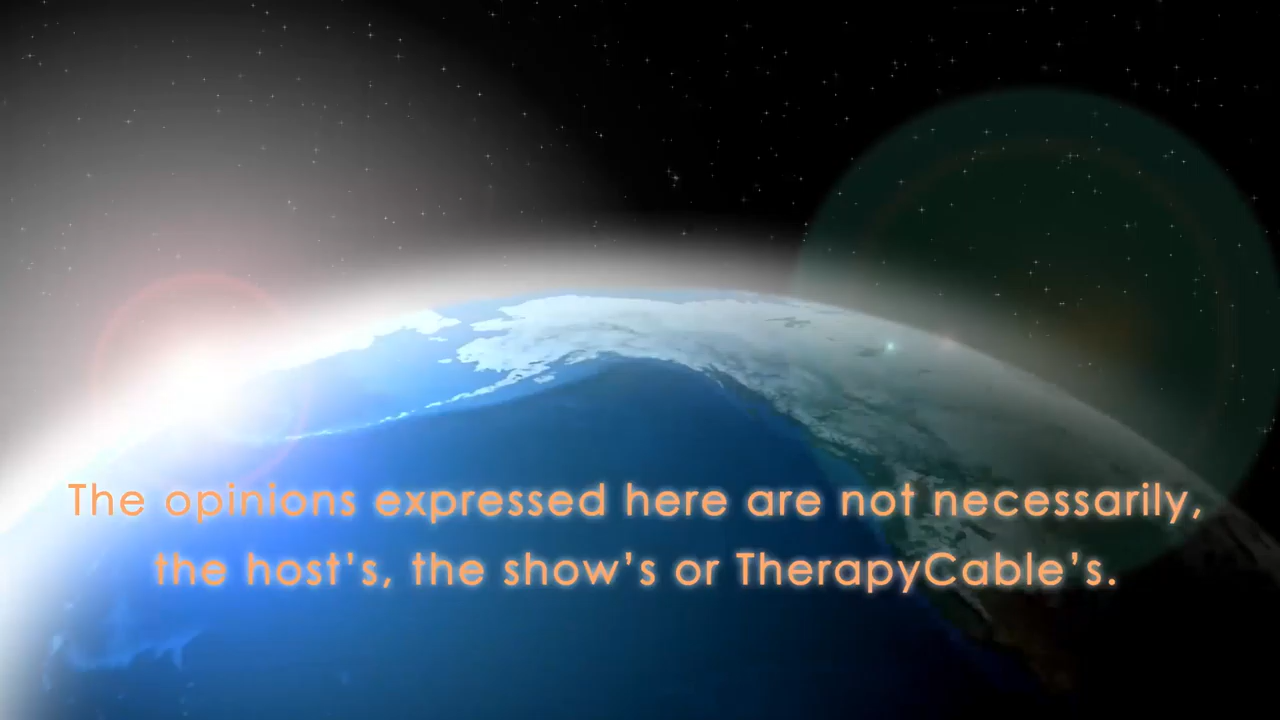 The opinions expressed here are not necessarily,
the host's, the show's or TherapyCable's.